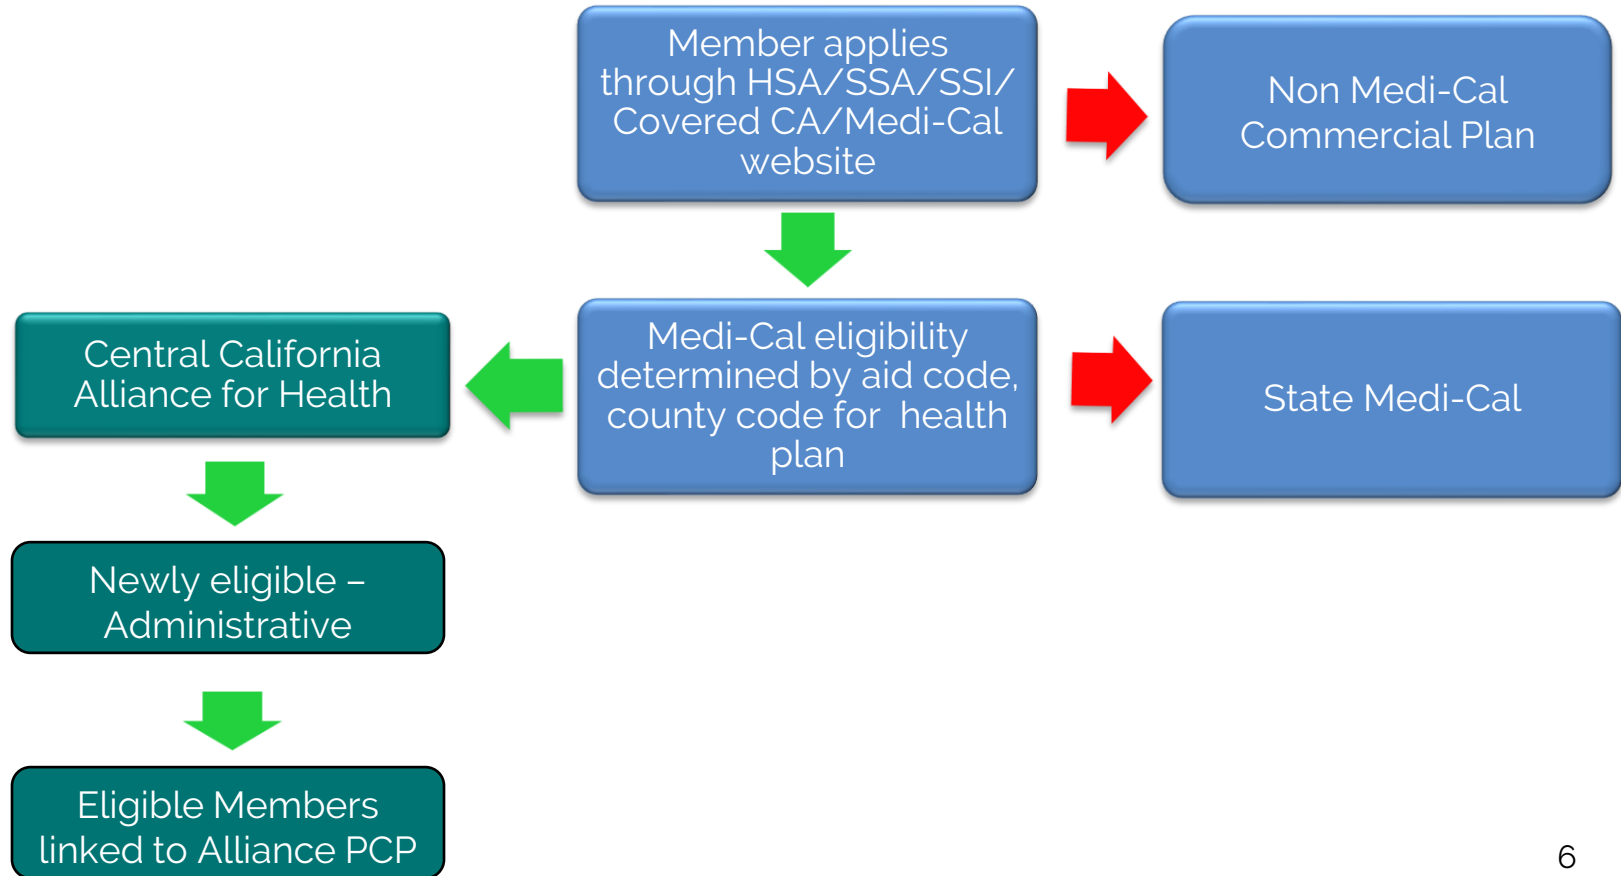 Member applies
through HSA/SSA/SSI/
Covered CA/Medi-Cal
website
Non Medi-Cal
Commercial Plan
Central California
Alliance for Health
Medi-Cal eligibility
determined by aid code,
county code for  health
plan
State Medi-Cal
Newly eligible –
Administrative
Eligible Members
linked to Alliance PCP
6